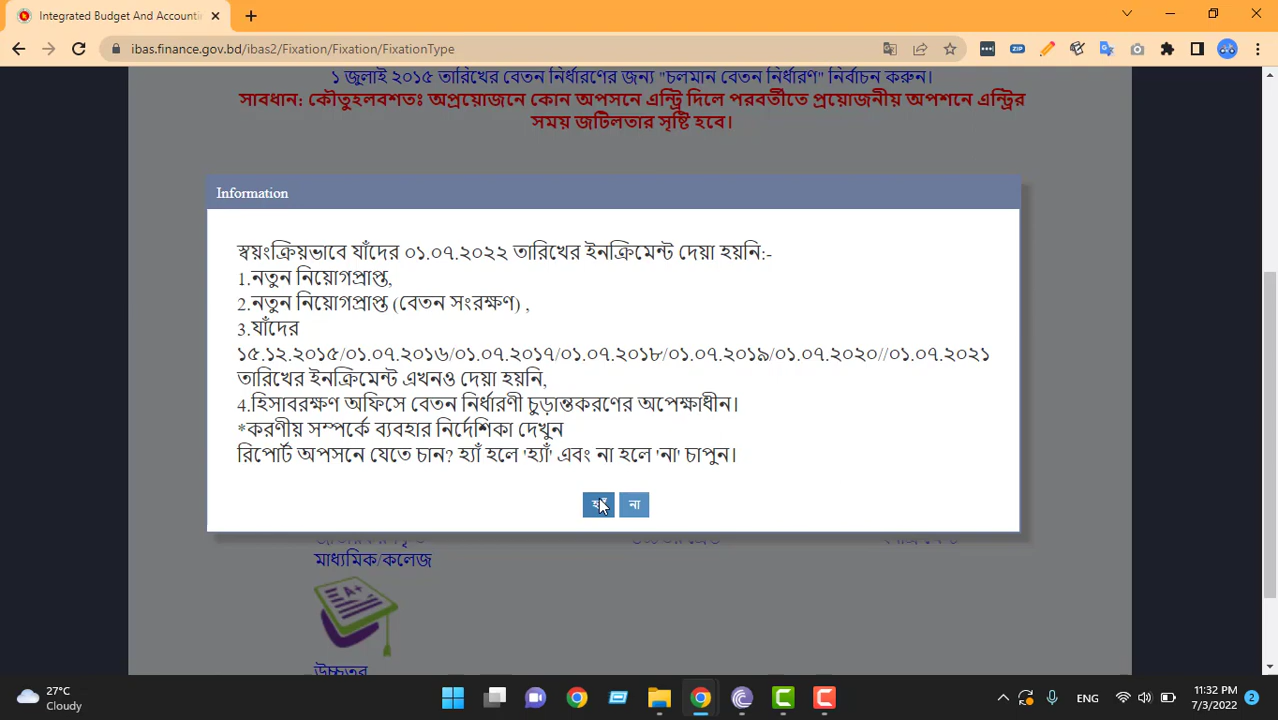 Integrated Budget And Accounti
ibas.finance.gov.bd/ibas2/Fixation/Fixation/FixationType
১ জুলাই ২০১৫ তারিখের বেতন নির্ধারণের জন্য "চলমান বেতন নির্ধারণ" নির্বাচন করুন।
সাবধান: কৌতুহলবশতঃ অপ্রয়োজনে কোন অপসনে এন্ট্রি দিলে পরবর্তীতে প্রয়োজনীয় অপশনে এন্ট্রির
সময় জটিলতার সৃষ্টি হবে।
Information
স্বয়ংক্রিয়ভাবে যাঁদের ০১.০৭.২০২২ তারিখের ইনক্রিমেন্ট দেয়া হয়নি:-
1.নতুন নিয়োগপ্রাপ্ত,
2.নতুন নিয়োগপ্রাপ্ত (বেতন সংরক্ষণ) ,
3.যাঁদের
১৫.১২.২০১৫/০১.০৭.২০১৬/০১.০৭.২০১৭/০১.০৭.২০১৮/০১.০৭.২০১৯/০১.০৭.২০২০//০১.০৭.২০২১
তারিখের ইনক্রিমেন্ট এখনও দেয়া হয়নি,
4.হিসাবরক্ষণ অফিসে বেতন নির্ধারণী চুড়ান্তকরণের অপেক্ষাধীন।
*করণীয় সম্পর্কে ব্যবহার নির্দেশিকা দেখুন
রিপোর্ট অপসনে যেতে চান? হ্যাঁ হলে 'হ্যাঁ' এবং না হলে 'না' চাপুন।
না
মাধ্যমিক/কলেজ
উচ্চতর
ZIP
27°C
Cloudy
ENG
11:32 PM
7/3/2022
2